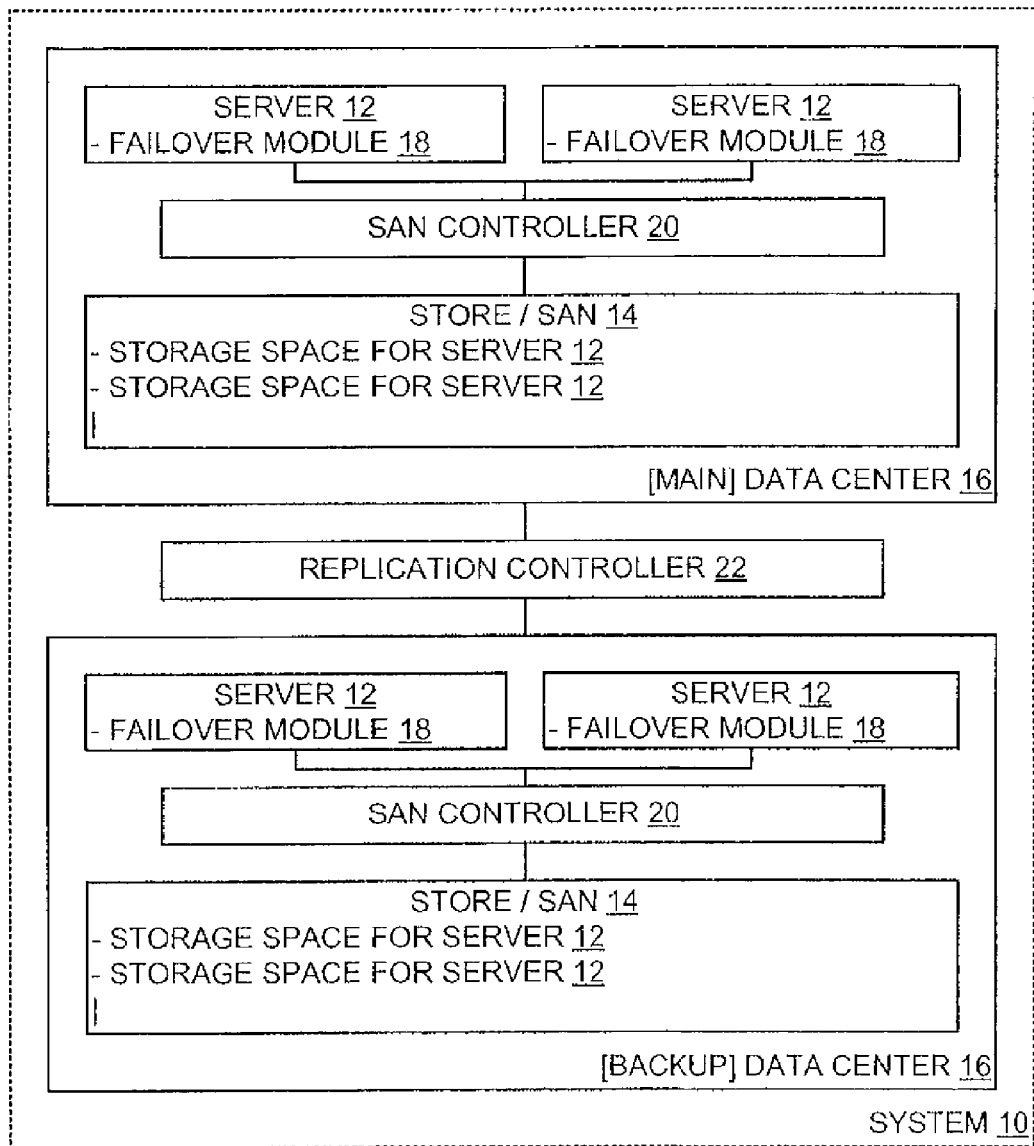 SERVER 12
- FAILOVER MODULE 18
SERVER 12
- FAILOVER MODULE 18
SAN CONTROLLER 20
STORE / SAN 14
- STORAGE SPACE FOR SERVER 12
- STORAGE SPACE FOR SERVER 12
|
[MAIN] DATA CENTER 16
REPLICATION CONTROLLER 22
SERVER 12
- FAILOVER MODULE 18
SERVER 12
- FAILOVER MODULE 18
SAN CONTROLLER 20
STORE / SAN 14
- STORAGE SPACE FOR SERVER 12
- STORAGE SPACE FOR SERVER 12
|
[BACKUP] DATA CENTER 16
SYSTEM 10